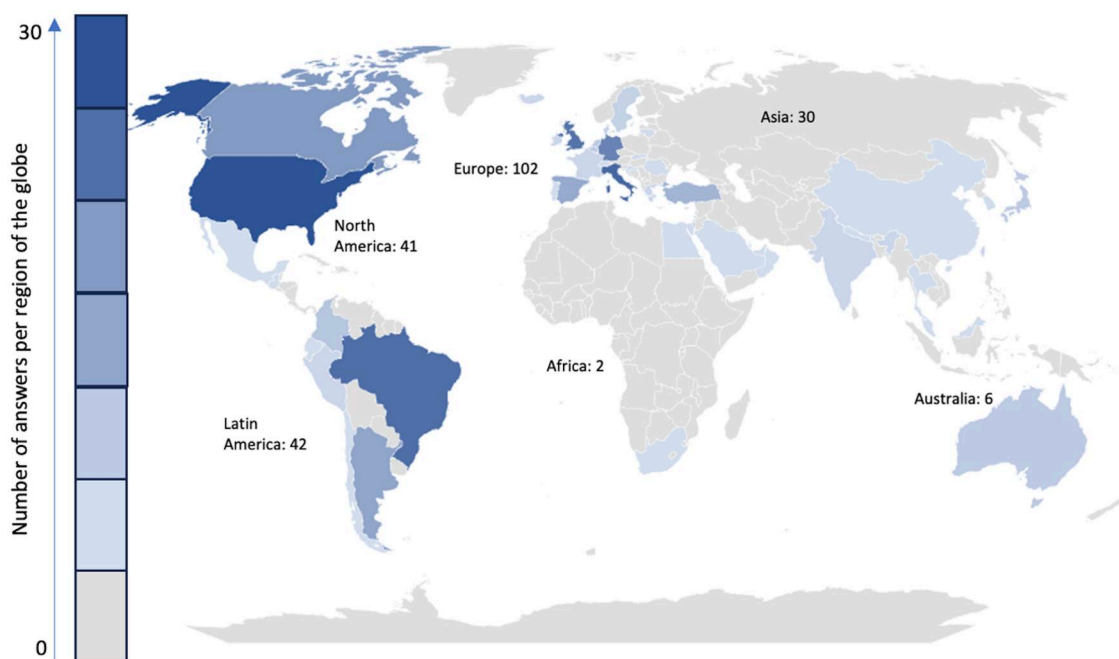 30
Number of answers per region of the globe
0
Asia: 30
Europe: 102
North
America: 41
Africa: 2
Australia: 6
Latin
America: 42